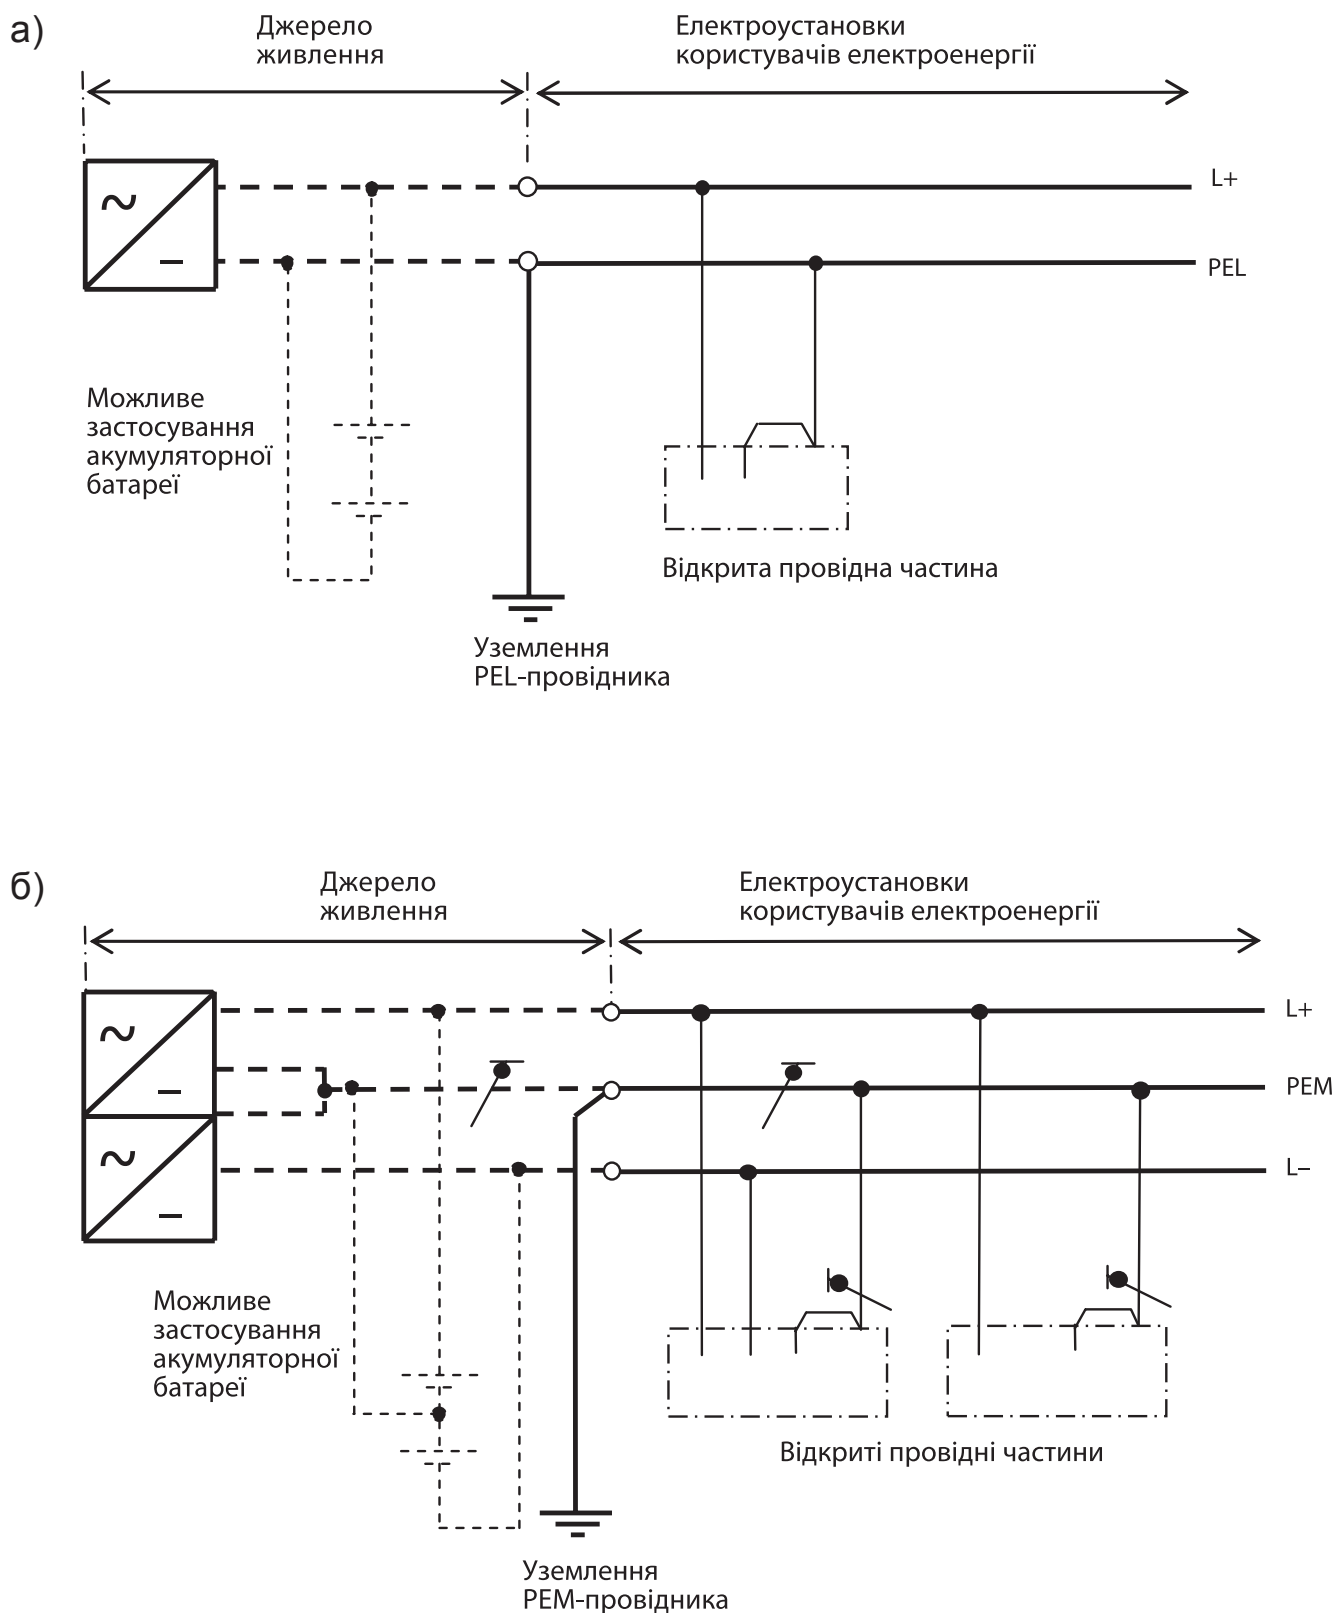 а)
Джерело
живлення
Електроустановки
користувачів електроенергії
L+
PEL
Можливе
застосування
акумуляторної
батареї
Відкрита провідна частина
Уземлення
PEL-провідника
б)
Джерело
живлення
Електроустановки
користувачів електроенергії
L+
PEM
L–
Можливе
застосування
акумуляторної
батареї
Відкриті провідні частини
Уземлення
PEM-провідника